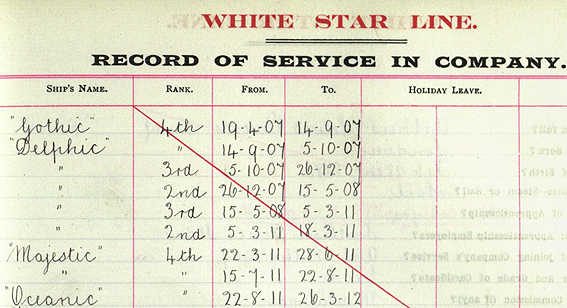 WHITE STAR LINE.
RECORD OF SERVICE IN COMPANY.
SHIP'S NAME. RANK. FROM. TO. HOLIDAY LEAVE.
"Gothic" 4th 19-4-07 14-9-07
"Delphic" " 14-9-07 5-10-07
" 3rd 5-10-07 26-12-07
" 2nd 26-12-07 15-5-08
" 3rd 15-5-08 5-3-11
" 2nd 5-3-11 18-3-11
"Majestic" 4th 22-3-11 28-6-11
" " 15-7-11 22-8-11
"Oceanic" " 22-8-11 26-3-12